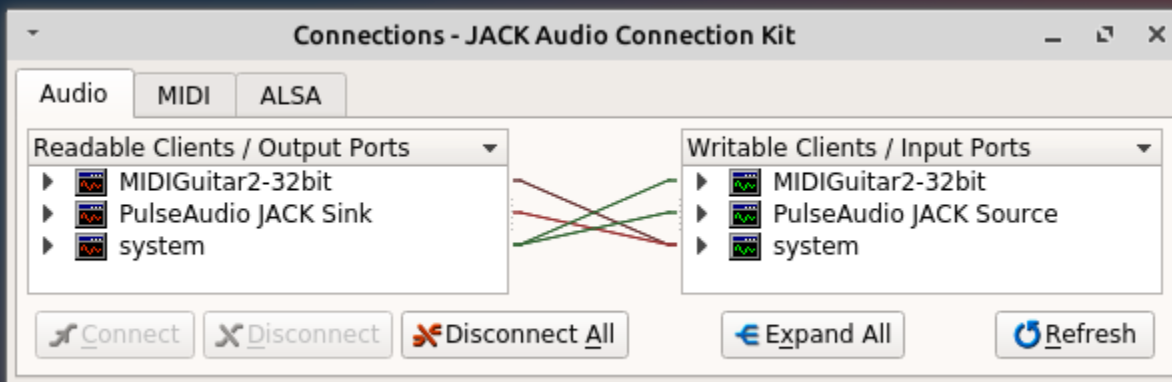 Connections - JACK Audio Connection Kit
Audio MIDI ALSA
Readable Clients / Output Ports
MIDIGuitar2-32bit
PulseAudio JACK Sink
system
Writable Clients / Input Ports
MIDIGuitar2-32bit
PulseAudio JACK Source
system
Connect Disconnect Disconnect All Expand All Refresh